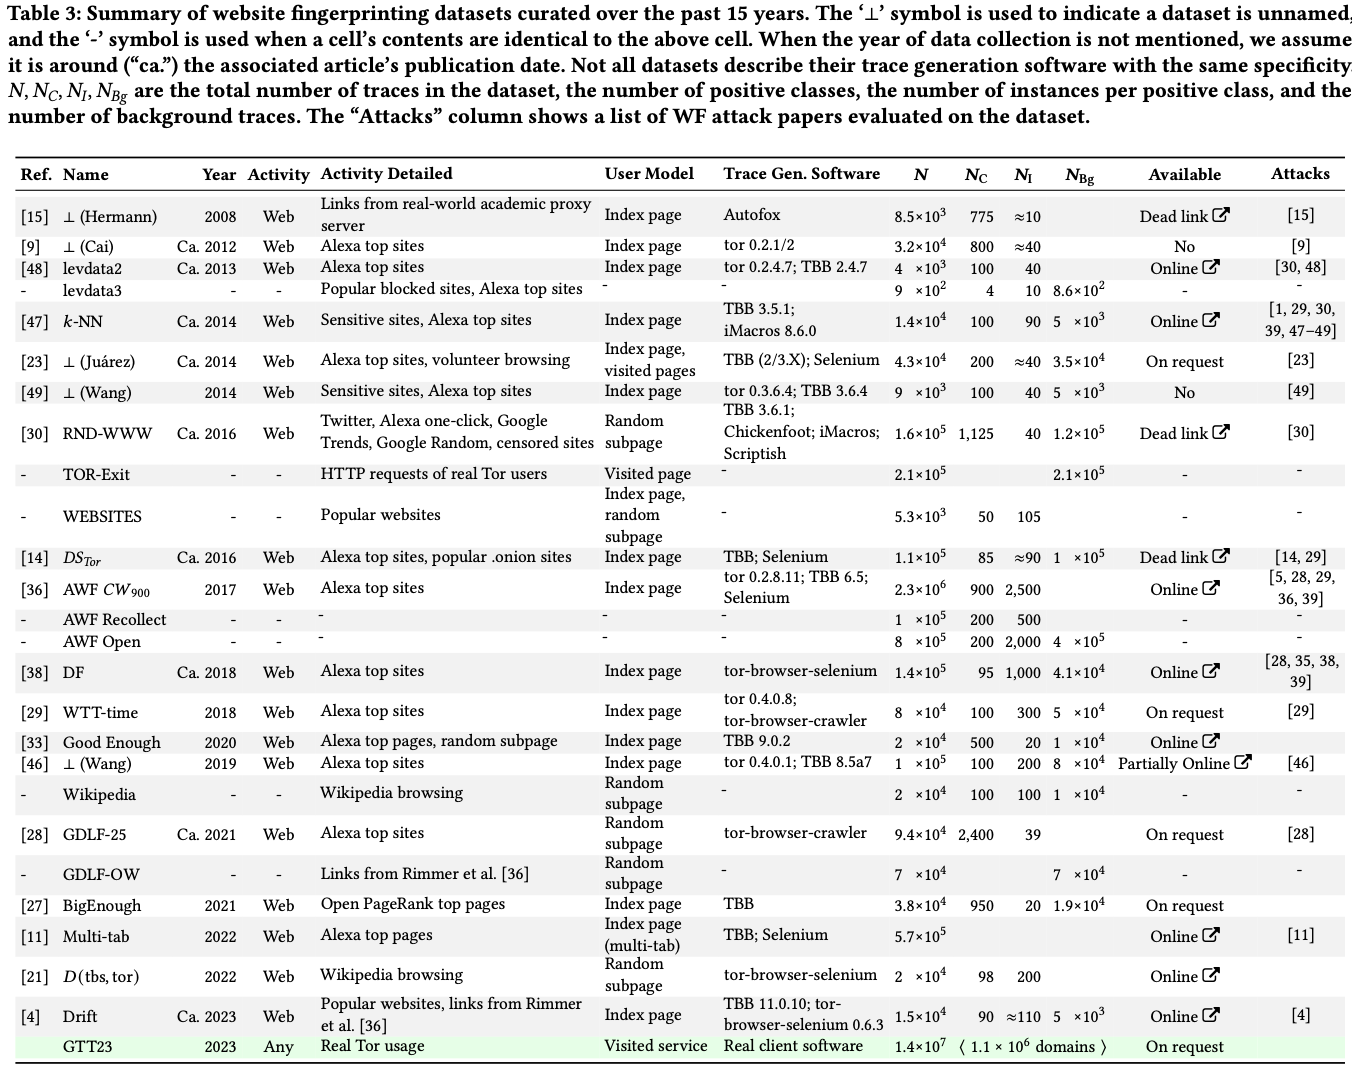 Table 3: Summary of website fingerprinting datasets curated over the past 15 years. The ‘⊥’ symbol is used to indicate a dataset is unnamed,
and the ‘-’ symbol is used when a cell’s contents are identical to the above cell. When the year of data collection is not mentioned, we assume
it is around (“ca.”) the associated article’s publication date. Not all datasets describe their trace generation software with the same specificity.
N, N_C, N_I, N_Bg are the total number of traces in the dataset, the number of positive classes, the number of instances per positive class, and the
number of background traces. The “Attacks” column shows a list of WF attack papers evaluated on the dataset.
Ref. Name Year Activity Activity Detailed User Model Trace Gen. Software N N_C N_I N_Bg Available Attacks
[15] ⊥ (Hermann) 2008 Web Links from real-world academic proxy server Index page Autofox 8.5×10³ 775 ≈10 Dead link [15]
[9] ⊥ (Cai) Ca. 2012 Web Alexa top sites Index page tor 0.2.1/2 3.2×10⁴ 800 ≈40 No [9]
[48] levdata2 Ca. 2013 Web Alexa top sites Index page tor 0.2.4.7; TBB 2.4.7 4 ×10³ 100 40 Online [30, 48]
- levdata3 - - Popular blocked sites, Alexa top sites - - 9 ×10² 4 10 8.6×10² - -
[47] k-NN Ca. 2014 Web Sensitive sites, Alexa top sites Index page TBB 3.5.1; iMacros 8.6.0 1.4×10⁴ 100 90 5 ×10³ Online [1, 29, 30, 39, 47–49]
[23] ⊥ (Juárez) Ca. 2014 Web Alexa top sites, volunteer browsing Index page, visited pages TBB (2/3.X); Selenium 4.3×10⁴ 200 ≈40 3.5×10⁴ On request [23]
[49] ⊥ (Wang) 2014 Web Sensitive sites, Alexa top sites Index page tor 0.3.6.4; TBB 3.6.4 9 ×10³ 100 40 5 ×10³ No [49]
[30] RND-WWW Ca. 2016 Web Twitter, Alexa one-click, Google Trends, Google Random, censored sites Random subpage TBB 3.6.1; Chickenfoot; iMacros; Scriptish 1.6×10⁵ 1,125 40 1.2×10⁵ Dead link [30]
- TOR-Exit - - HTTP requests of real Tor users Visited page - 2.1×10⁵ 2.1×10⁵ - -
- WEBSITES - - Popular websites Index page, random subpage - 5.3×10³ 50 105 - -
[14] DS_Tor Ca. 2016 Web Alexa top sites, popular .onion sites Index page TBB; Selenium 1.1×10⁵ 85 ≈90 1 ×10⁵ Dead link [14, 29]
[36] AWF CW₉₀₀ 2017 Web Alexa top sites Index page tor 0.2.8.11; TBB 6.5; Selenium 2.3×10⁶ 900 2,500 Online [5, 28, 29, 36, 39]
- AWF Recollect - - - - - 1 ×10⁵ 200 500 - -
- AWF Open - - - - - 8 ×10⁵ 200 2,000 4 ×10⁵ - -
[38] DF Ca. 2018 Web Alexa top sites Index page tor-browser-selenium 1.4×10⁵ 95 1,000 4.1×10⁴ Online [28, 35, 38, 39]
[29] WTT-time 2018 Web Alexa top sites Index page tor 0.4.0.8; tor-browser-crawler 8 ×10⁴ 100 300 5 ×10⁴ On request [29]
[33] Good Enough 2020 Web Alexa top pages, random subpage Index page TBB 9.0.2 2 ×10⁴ 500 20 1 ×10⁴ Online
[46] ⊥ (Wang) 2019 Web Alexa top sites Index page tor 0.4.0.1; TBB 8.5a7 1 ×10⁵ 100 200 8 ×10⁴ Partially Online [46]
- Wikipedia - - Wikipedia browsing Random subpage - 2 ×10⁴ 100 100 1 ×10⁴ - -
[28] GDLF-25 Ca. 2021 Web Alexa top sites Random subpage tor-browser-crawler 9.4×10⁴ 2,400 39 On request [28]
- GDLF-OW - - Links from Rimmer et al. [36] Random subpage - 7 ×10⁴ 7 ×10⁴ - -
[27] BigEnough 2021 Web Open PageRank top pages Index page TBB 3.8×10⁴ 950 20 1.9×10⁴ On request
[11] Multi-tab 2022 Web Alexa top pages Index page (multi-tab) TBB; Selenium 5.7×10⁵ Online [11]
[21] D(tbs, tor) 2022 Web Wikipedia browsing Random subpage tor-browser-selenium 2 ×10⁴ 98 200 Online
[4] Drift Ca. 2023 Web Popular websites, links from Rimmer et al. [36] Index page TBB 11.0.10; tor-browser-selenium 0.6.3 1.5×10⁴ 90 ≈110 5 ×10³ Online [4]
GTT23 2023 Any Real Tor usage Visited service Real client software 1.4×10⁷ ⟨ 1.1 × 10⁶ domains ⟩ On request